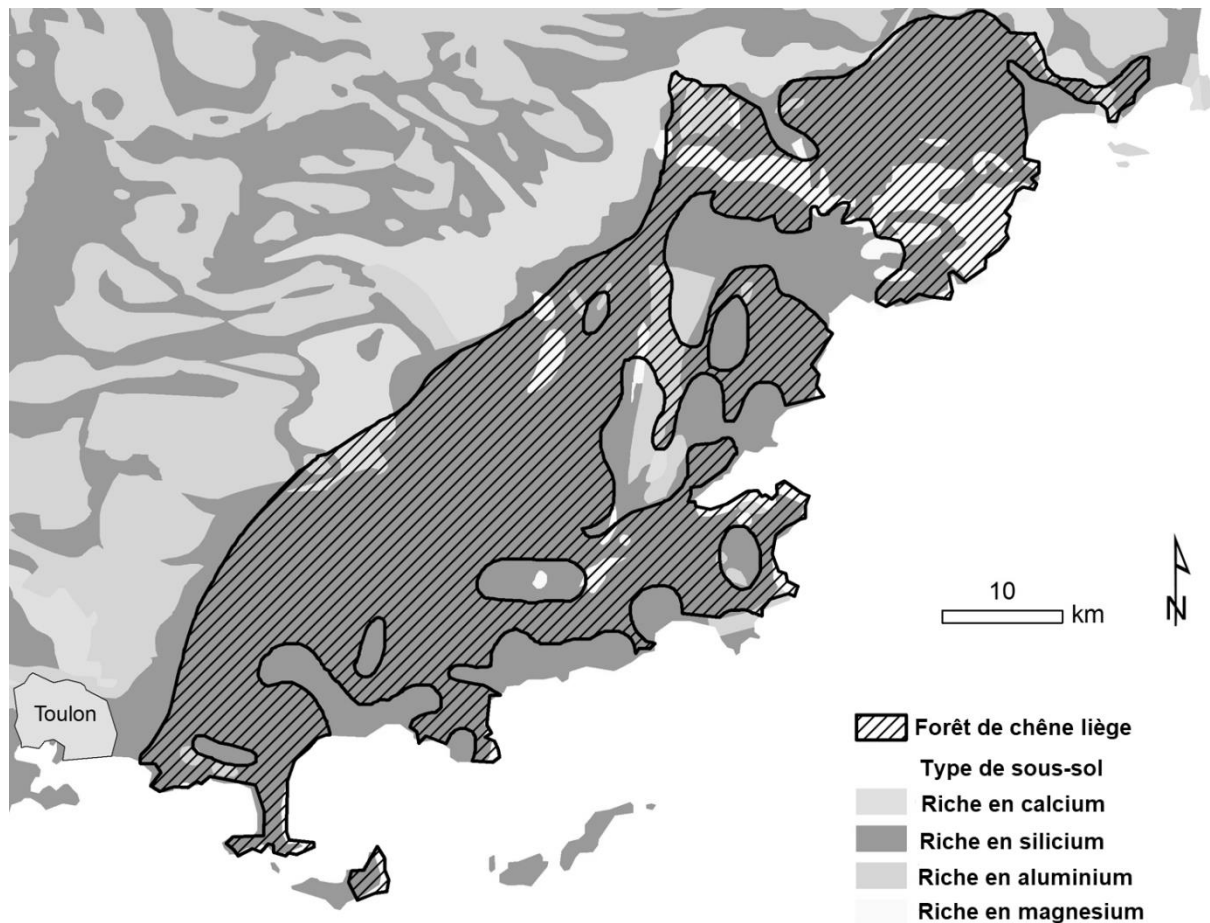 Toulon
10
km
N
Forêt de chêne liège
Type de sous-sol
Riche en calcium
Riche en silicium
Riche en aluminium
Riche en magnesium